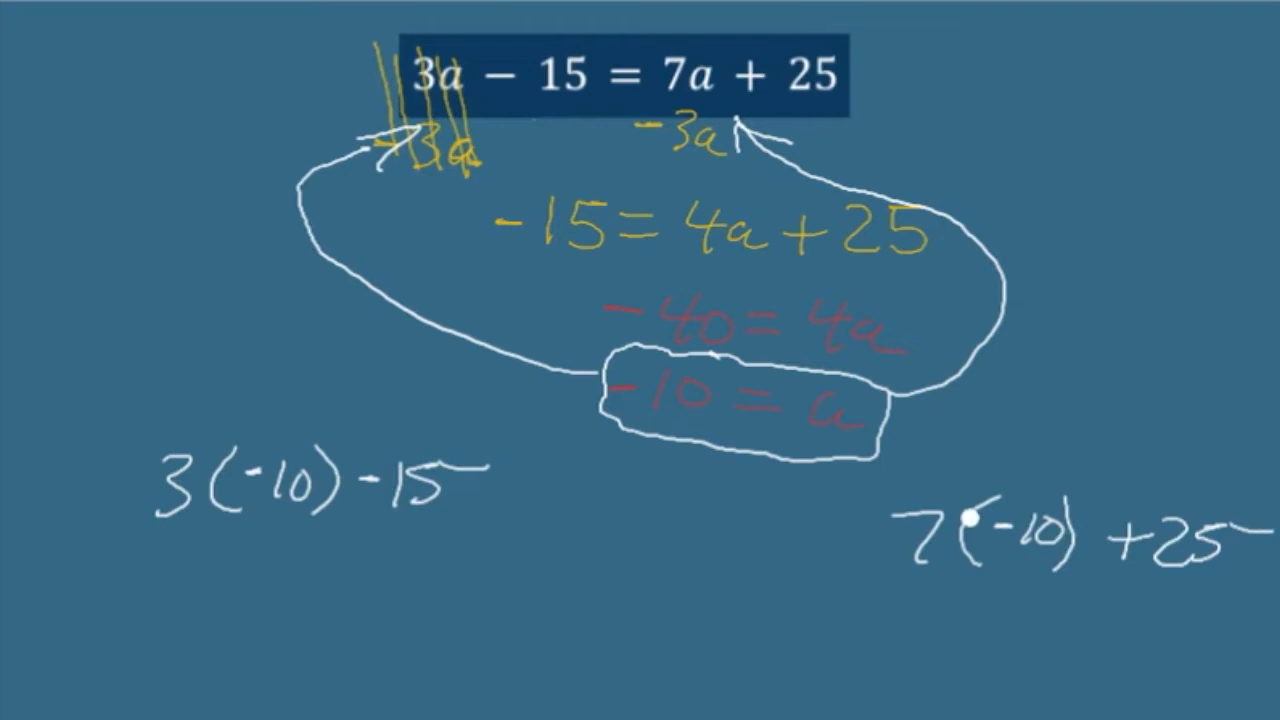 3a − 15 = 7a + 25
-3a -3a
-15 = 4a + 25
-40 = 4a
-10 = a
3(-10) - 15
7(-10) + 25